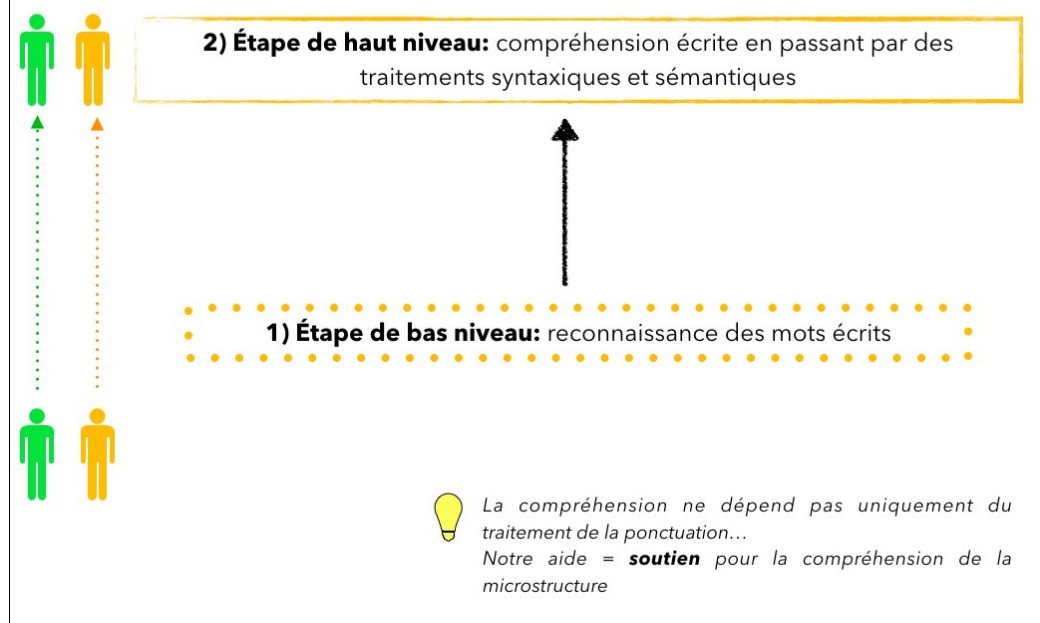 2) Étape de haut niveau: compréhension écrite en passant par des
traitements syntaxiques et sémantiques
1) Étape de bas niveau: reconnaissance des mots écrits
La compréhension ne dépend pas uniquement du
traitement de la ponctuation…
Notre aide = soutien pour la compréhension de la
microstructure